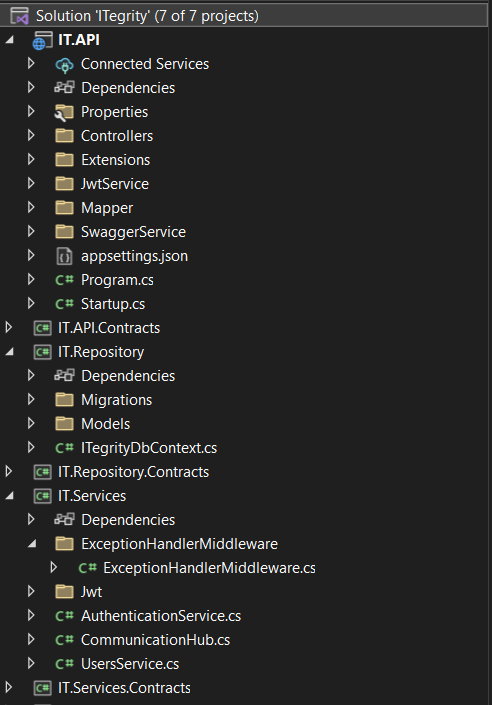 Solution 'ITegrity' (7 of 7 projects)
IT.API
Connected Services
Dependencies
Properties
Controllers
Extensions
JwtService
Mapper
SwaggerService
appsettings.json
C# Program.cs
C# Startup.cs
C# IT.API.Contracts
C# IT.Repository
Dependencies
Migrations
Models
C# ITegrityDbContext.cs
C# IT.Repository.Contracts
C# IT.Services
Dependencies
ExceptionHandlerMiddleware
C# ExceptionHandlerMiddleware.cs
Jwt
C# AuthenticationService.cs
C# CommunicationHub.cs
C# UsersService.cs
C# IT.Services.Contracts